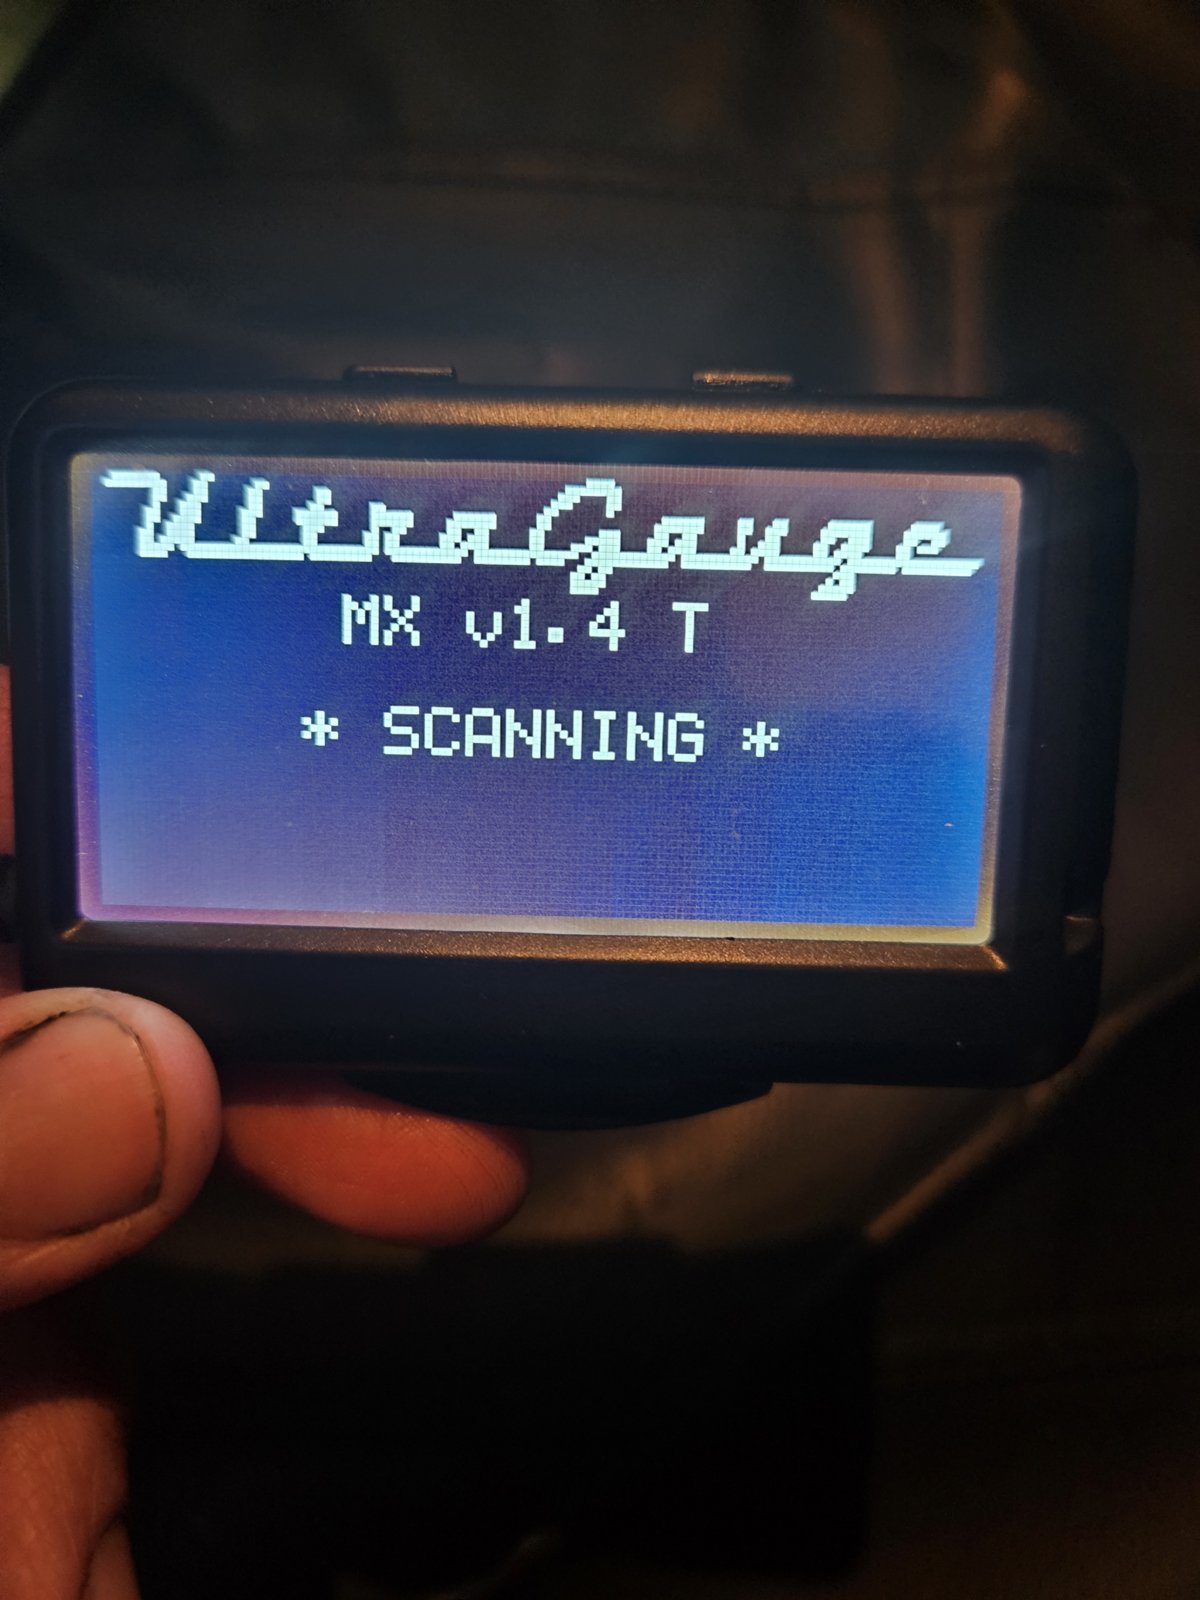 UltraGauge
MX v1.4 T
* SCANNING *